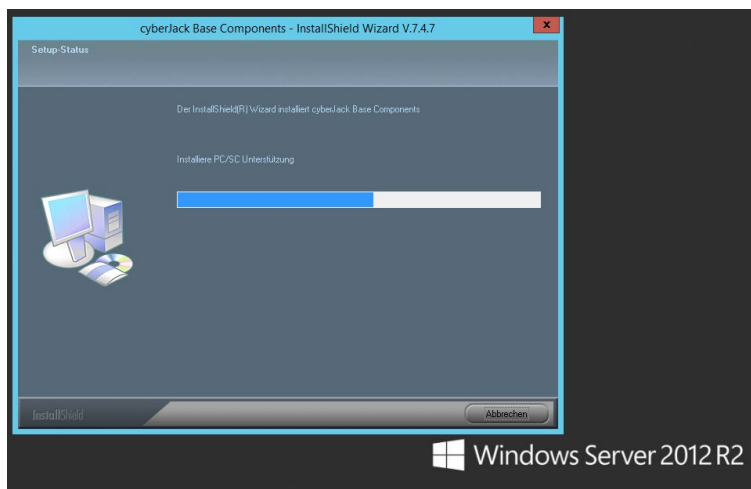 cyberJack Base Components - InstallShield Wizard V.7.4.7
x
Setup-Status
Der InstallShield(R) Wizard installiert cyberJack Base Components
Installiere PC/SC Unterstützung
InstallShield
Abbrechen
Windows Server 2012 R2